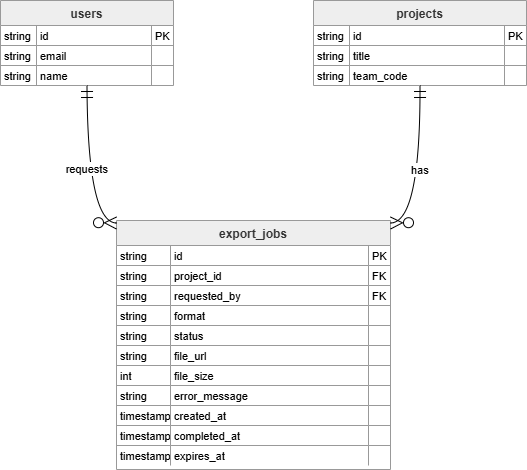 users
string id PK
string email
string name
projects
string id PK
string title
string team_code
requests
has
export_jobs
string id PK
string project_id FK
string requested_by FK
string format
string status
string file_url
int file_size
string error_message
timestamp created_at
timestamp completed_at
timestamp expires_at